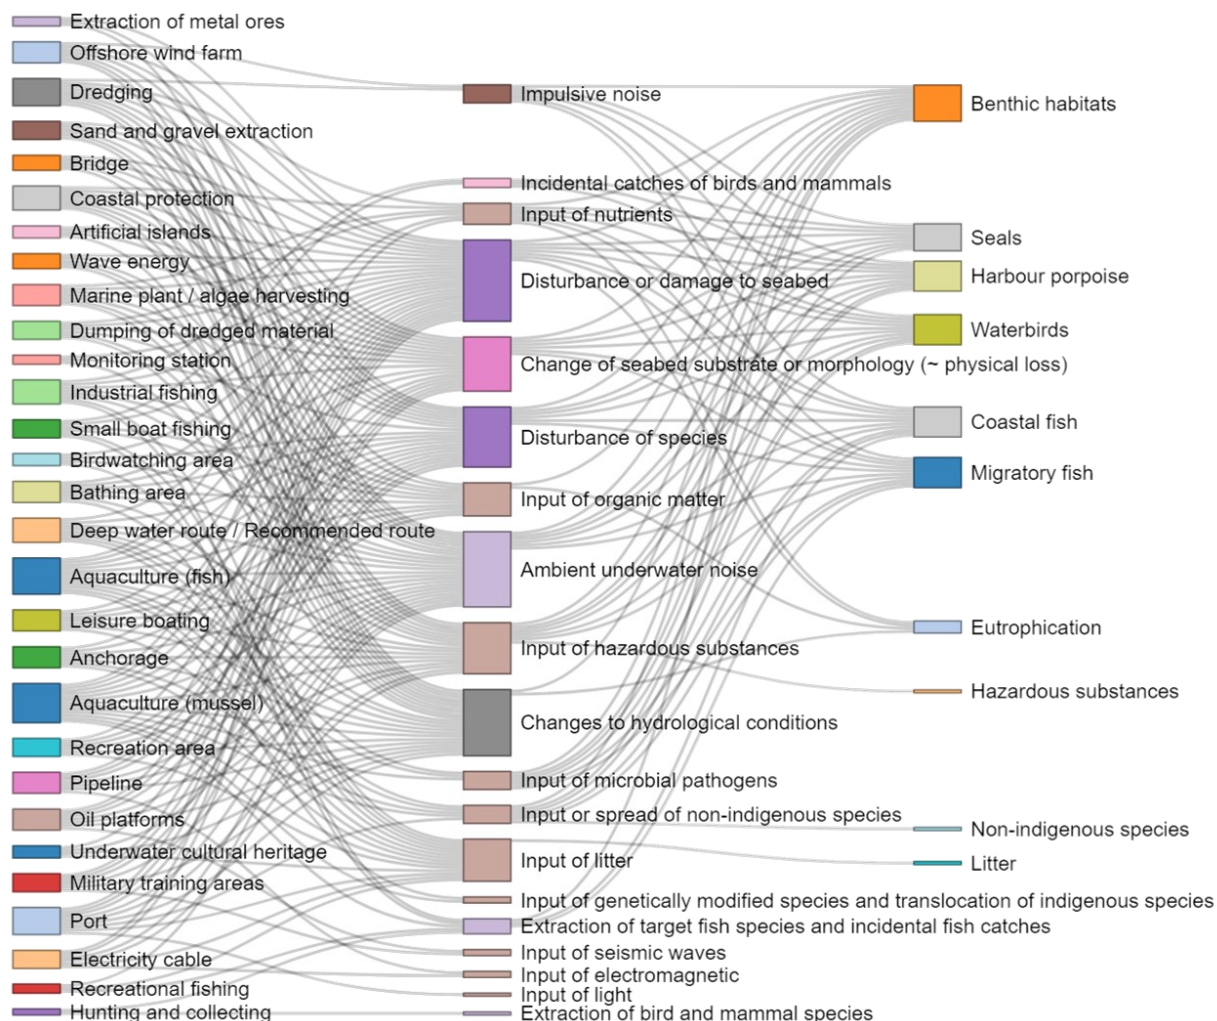 Extraction of metal ores
Offshore wind farm
Dredging
Sand and gravel extraction
Bridge
Coastal protection
Artificial islands
Wave energy
Marine plant / algae harvesting
Dumping of dredged material
Monitoring station
Industrial fishing
Small boat fishing
Birdwatching area
Bathing area
Deep water route / Recommended route
Aquaculture (fish)
Leisure boating
Anchorage
Aquaculture (mussel)
Recreation area
Pipeline
Oil platforms
Underwater cultural heritage
Military training areas
Port
Electricity cable
Recreational fishing
Hunting and collecting
Impulsive noise
Incidental catches of birds and mammals
Input of nutrients
Disturbance or damage to seabed
Change of seabed substrate or morphology (~ physical loss)
Disturbance of species
Input of organic matter
Ambient underwater noise
Input of hazardous substances
Changes to hydrological conditions
Input of microbial pathogens
Input or spread of non-indigenous species
Input of litter
Input of genetically modified species and translocation of indigenous species
Extraction of target fish species and incidental fish catches
Input of seismic waves
Input of electromagnetic
Input of light
Extraction of bird and mammal species
Benthic habitats
Seals
Harbour porpoise
Waterbirds
Coastal fish
Migratory fish
Eutrophication
Hazardous substances
Non-indigenous species
Litter